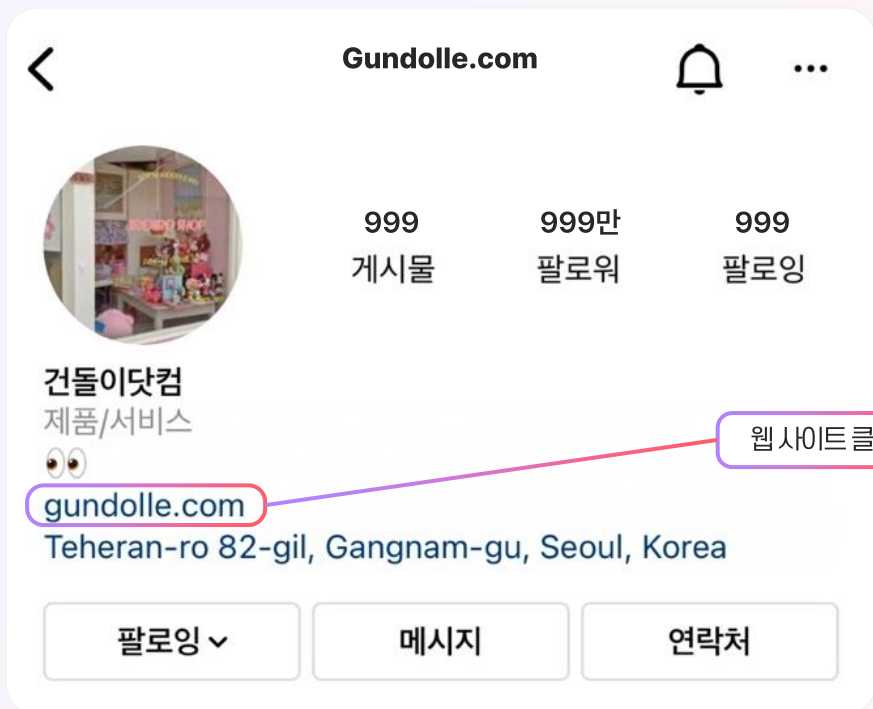 Gundolle.com
999 999만 999
게시물 팔로워 팔로잉
건돌이닷컴
제품/서비스
웹사이트 클
gundolle.com
Teheran-ro 82-gil, Gangnam-gu, Seoul, Korea
팔로잉 메시지 연락처